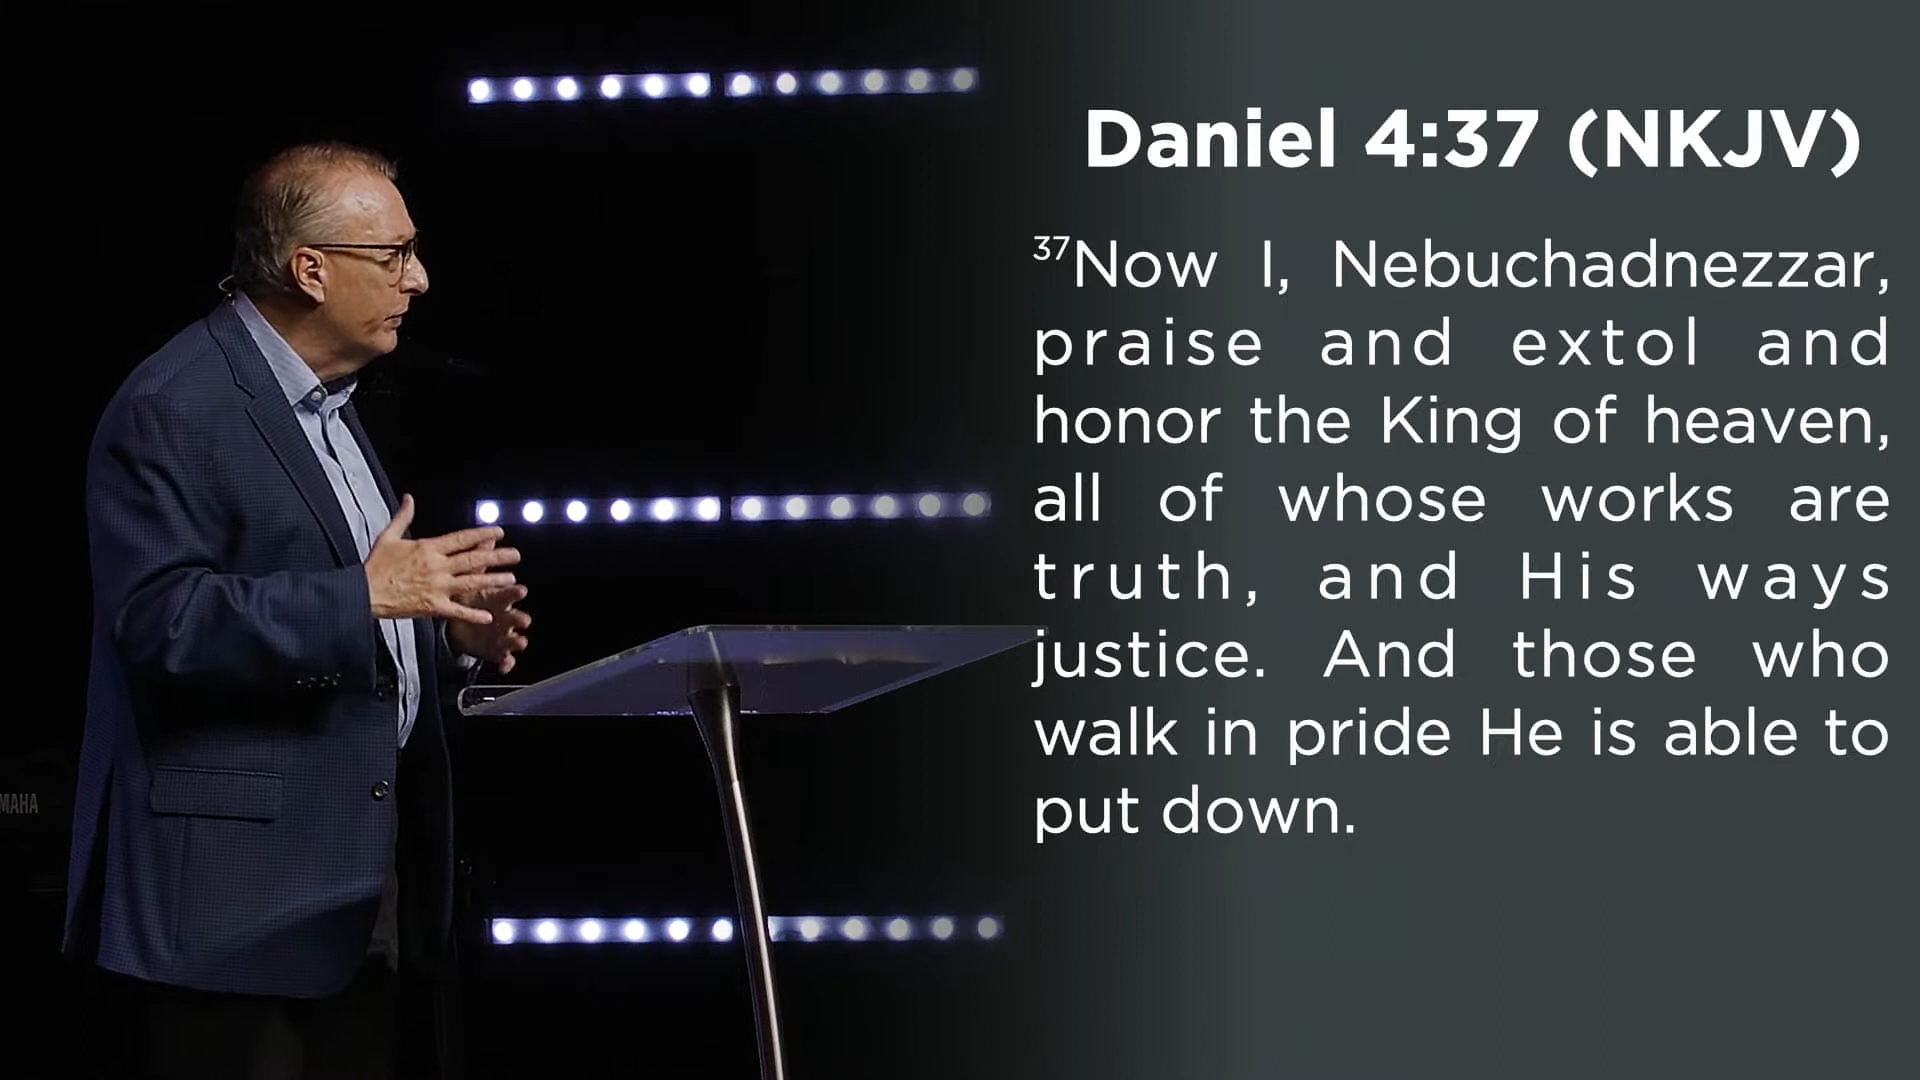 Daniel 4:37 (NKJV)
37Now I, Nebuchadnezzar,
praise and extol and
honor the King of heaven,
all of whose works are
truth, and His ways
justice. And those who
walk in pride He is able to
put down.
MAHA